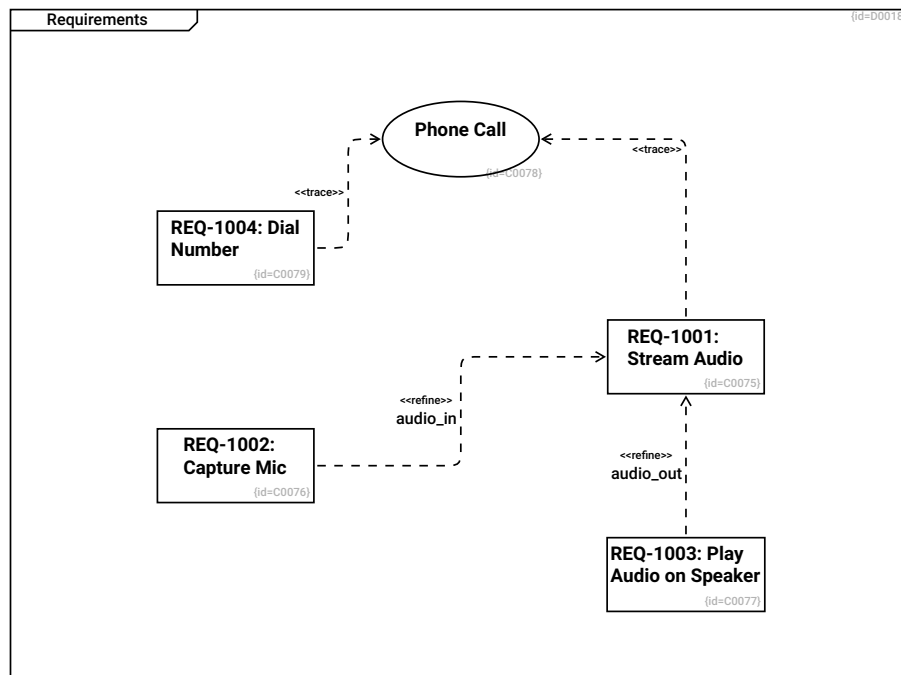 Requirements
{id=D0018
Phone Call
{id=C0078}
<<trace>>
<<trace>>
REQ-1004: Dial
Number
{id=C0079}
REQ-1001:
Stream Audio
{id=C0075}
<<refine>>
audio_in
REQ-1002:
Capture Mic
{id=C0076}
<<refine>>
audio_out
REQ-1003: Play
Audio on Speaker
{id=C0077}